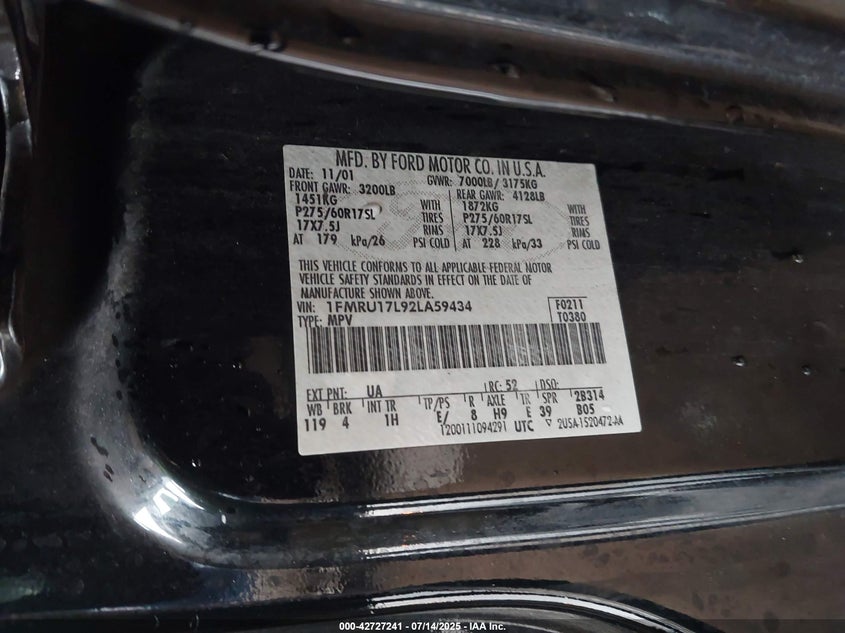 MFD. BY FORD MOTOR CO. IN U.S.A.
DATE: 11/01 GVWR: 7000LB/ 3175KG
FRONT GAWR: 3200LB REAR GAWR: 4128LB
1451KG WITH 1872KG WITH
P275/60R17SL TIRES P275/60R17SL TIRES
17X7.5J RIMS 17X7.5J RIMS
AT 179 kPa/26 PSI COLD AT 228 kPa/33 PSI COLD
THIS VEHICLE CONFORMS TO ALL APPLICABLE FEDERAL MOTOR
VEHICLE SAFETY STANDARDS IN EFFECT ON THE DATE OF
MANUFACTURE SHOWN ABOVE.
VIN: 1FMRU17L92LA59434 F0211
TYPE: MPV T0380
EXT PNT: UA RC: 52 DSO:
WB BRK INT TR TP/PS R AXLE TR SPR 2B314
119 4 1H E/ 8 H9 E 39 B05
1200111094291 UTC 2U5A-1520472-AA
000-42727241 - 07/14/2025 - IAA Inc.